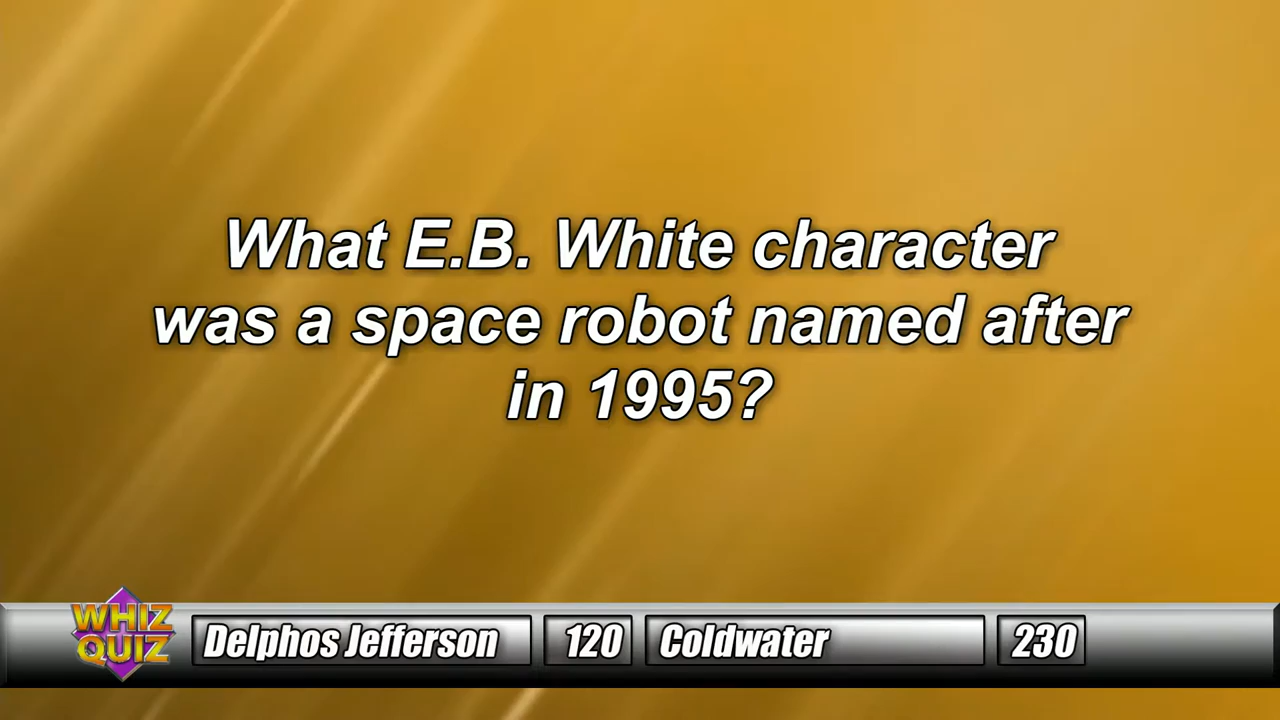 What E.B. White character
was a space robot named after
in 1995?
WHIZ
QUIZ
Delphos Jefferson 120 Coldwater 230